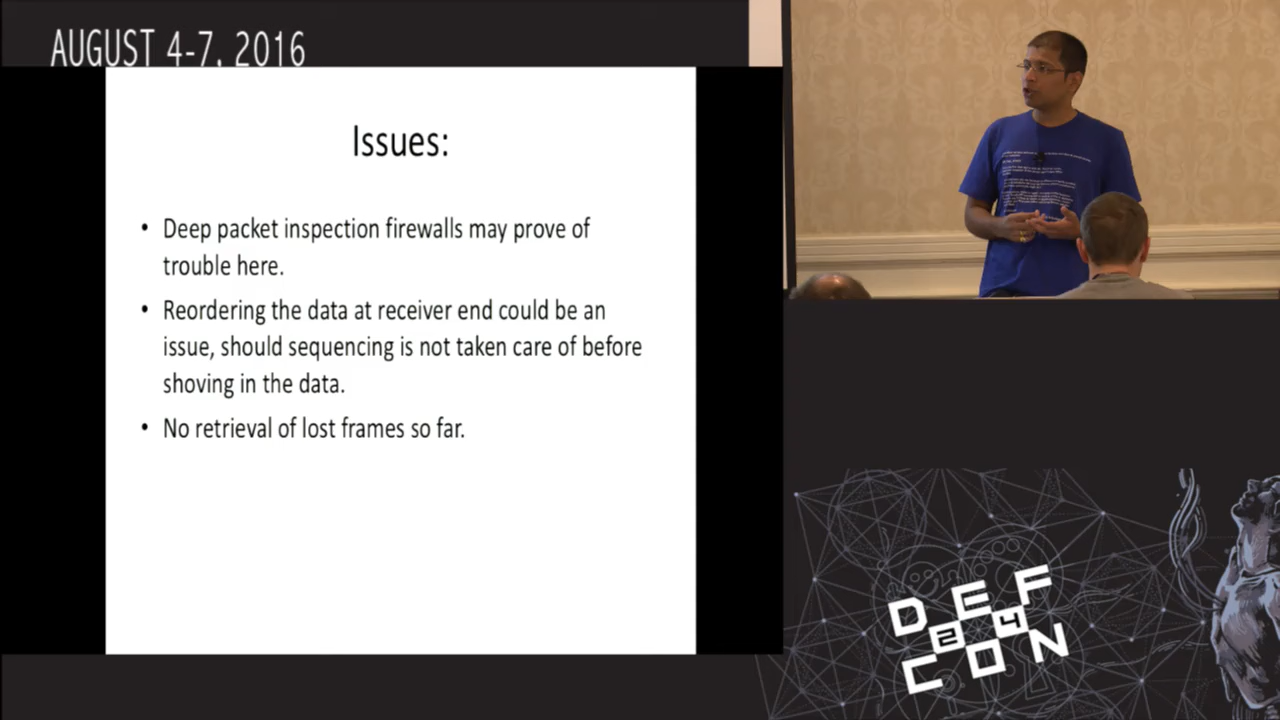 AUGUST 4-7, 2016
Issues:
• Deep packet inspection firewalls may prove of
trouble here.
• Reordering the data at receiver end could be an
issue, should sequencing is not taken care of before
shoving in the data.
• No retrieval of lost frames so far.
DEF
24
CON